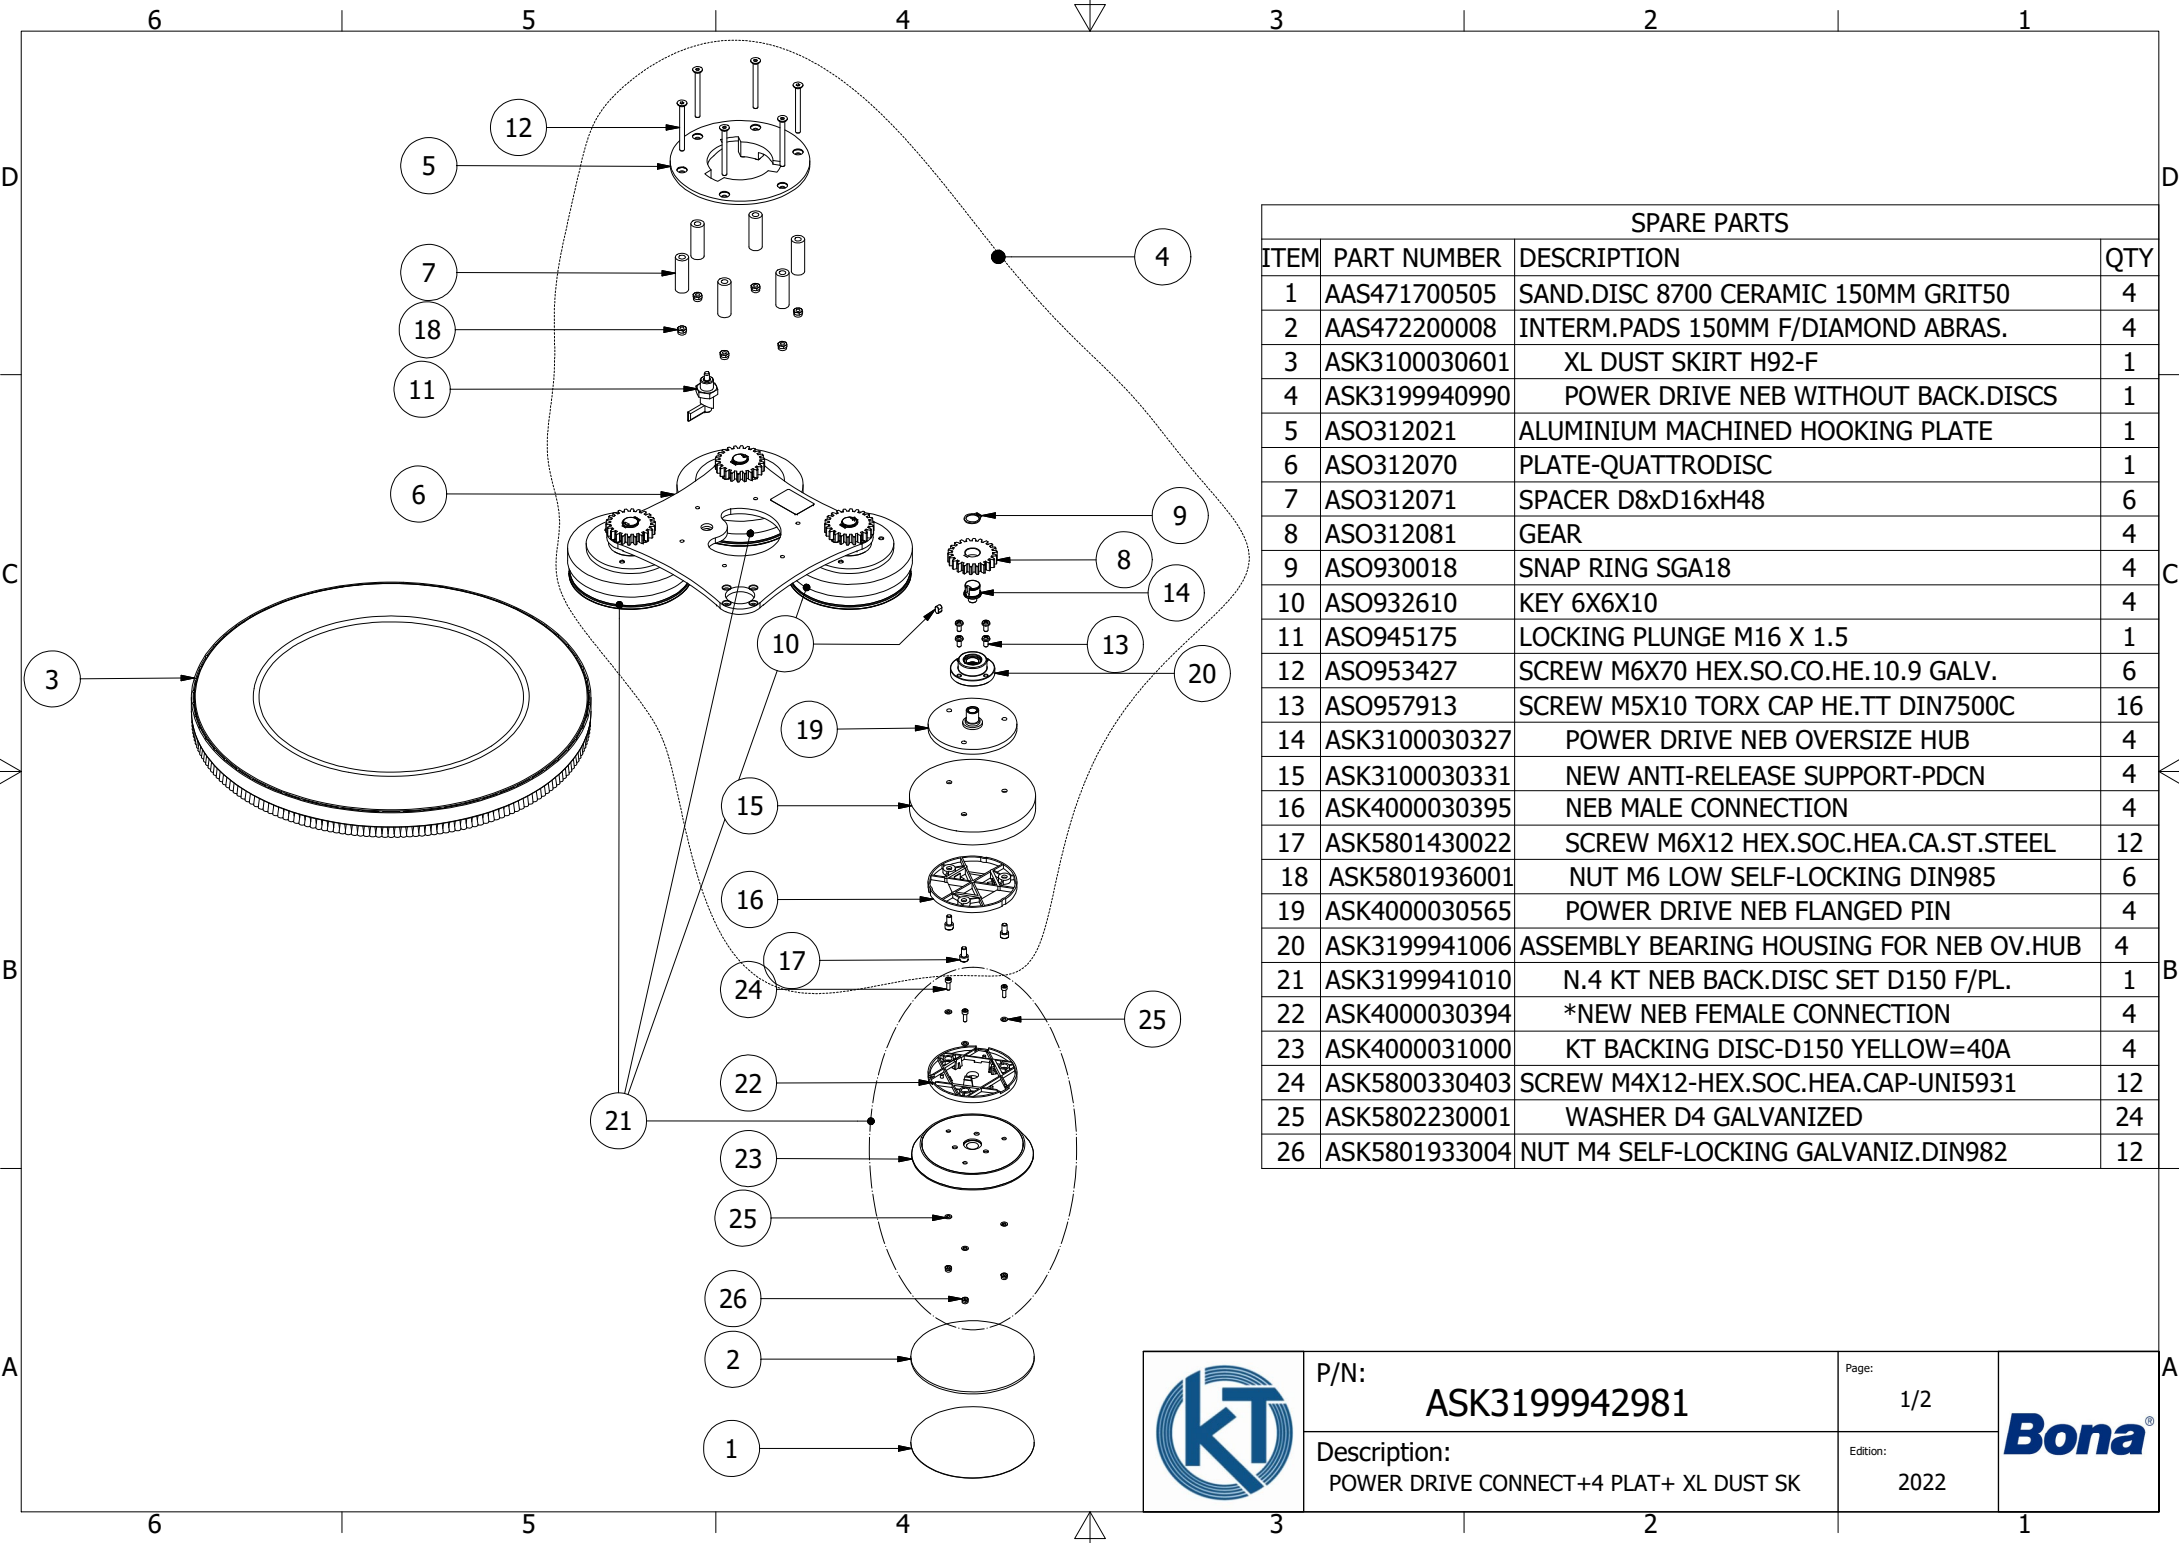 6 5 4 3 2 1
D D
C C
B B
A A
12
5
7
18
11
6
4
9
8
14
10
13
20
3
19
15
16
17
24
25
22
21
23
25
26
2
1
SPARE PARTS
ITEM PART NUMBER DESCRIPTION QTY
1 AAS471700505 SAND.DISC 8700 CERAMIC 150MM GRIT50 4
2 AAS472200008 INTERM.PADS 150MM F/DIAMOND ABRAS. 4
3 ASK3100030601 XL DUST SKIRT H92-F 1
4 ASK3199940990 POWER DRIVE NEB WITHOUT BACK.DISCS 1
5 ASO312021 ALUMINIUM MACHINED HOOKING PLATE 1
6 ASO312070 PLATE-QUATTRODISC 1
7 ASO312071 SPACER D8xD16xH48 6
8 ASO312081 GEAR 4
9 ASO930018 SNAP RING SGA18 4
10 ASO932610 KEY 6X6X10 4
11 ASO945175 LOCKING PLUNGE M16 X 1.5 1
12 ASO953427 SCREW M6X70 HEX.SO.CO.HE.10.9 GALV. 6
13 ASO957913 SCREW M5X10 TORX CAP HE.TT DIN7500C 16
14 ASK3100030327 POWER DRIVE NEB OVERSIZE HUB 4
15 ASK3100030331 NEW ANTI-RELEASE SUPPORT-PDCN 4
16 ASK4000030395 NEB MALE CONNECTION 4
17 ASK5801430022 SCREW M6X12 HEX.SOC.HEA.CA.ST.STEEL 12
18 ASK5801936001 NUT M6 LOW SELF-LOCKING DIN985 6
19 ASK4000030565 POWER DRIVE NEB FLANGED PIN 4
20 ASK3199941006 ASSEMBLY BEARING HOUSING FOR NEB OV.HUB 4
21 ASK3199941010 N.4 KT NEB BACK.DISC SET D150 F/PL. 1
22 ASK4000030394 *NEW NEB FEMALE CONNECTION 4
23 ASK4000031000 KT BACKING DISC-D150 YELLOW=40A 4
24 ASK5800330403 SCREW M4X12-HEX.SOC.HEA.CAP-UNI5931 12
25 ASK5802230001 WASHER D4 GALVANIZED 24
26 ASK5801933004 NUT M4 SELF-LOCKING GALVANIZ.DIN982 12
KT
P/N:
ASK3199942981
Description:
POWER DRIVE CONNECT+4 PLAT+ XL DUST SK
Page:
1/2
Edition:
2022
Bona®
6 5 4 3 2 1